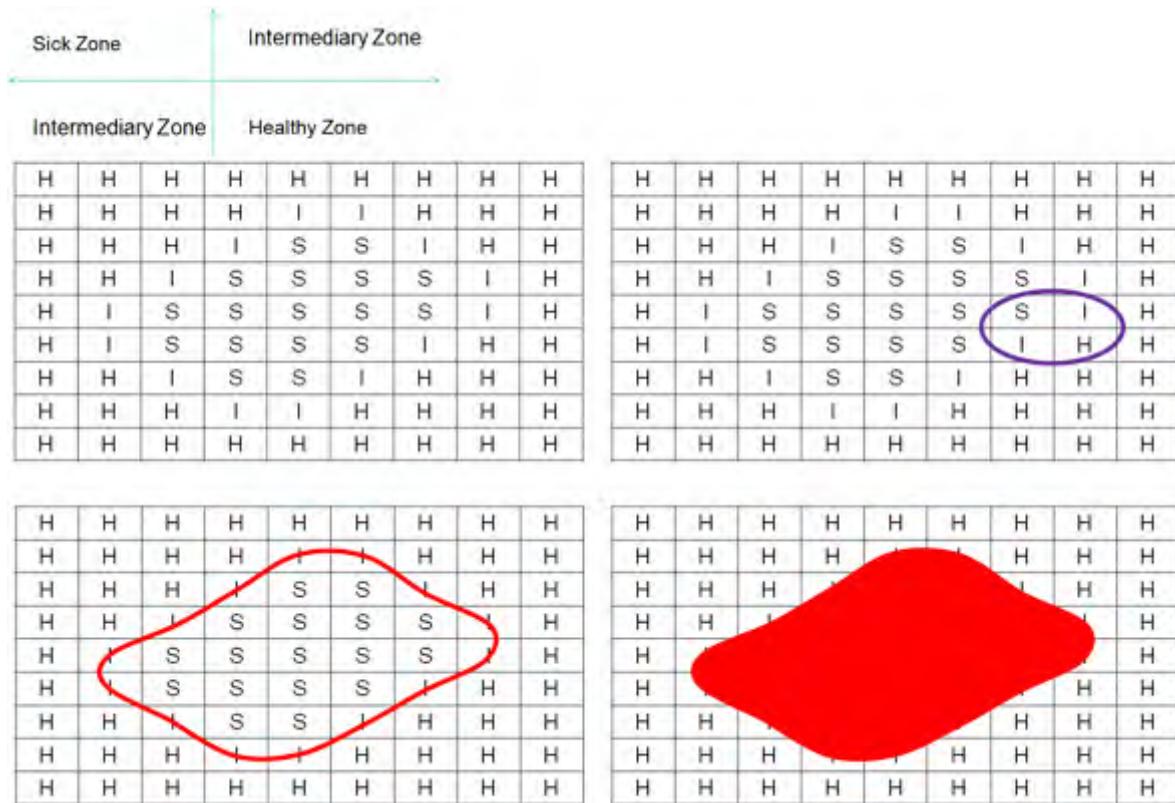 Sick Zone Intermediary Zone
Intermediary Zone Healthy Zone
H H H H H H H H H
H H H H I I H H H
H H H I S S I H H
H H I S S S S I H
H I S S S S S I H
H I S S S S I H H
H H I S S I H H H
H H H I I H H H H
H H H H H H H H H
H H H H H H H H H
H H H H I I H H H
H H H I S S I H H
H H I S S S S I H
H I S S S S S I H
H I S S S S I H H
H H I S S I H H H
H H H I I H H H H
H H H H H H H H H
H H H H H H H H H
H H H H I I H H H
H H H I S S I H H
H H I S S S S I H
H I S S S S S I H
H I S S S S I H H
H H I S S I H H H
H H H I I H H H H
H H H H H H H H H
H H H H H H H H H
H H H H I I H H H
H H H I H H
H H I H
H H
H I H H
H H I H H H
H H H I I H H H H
H H H H H H H H H